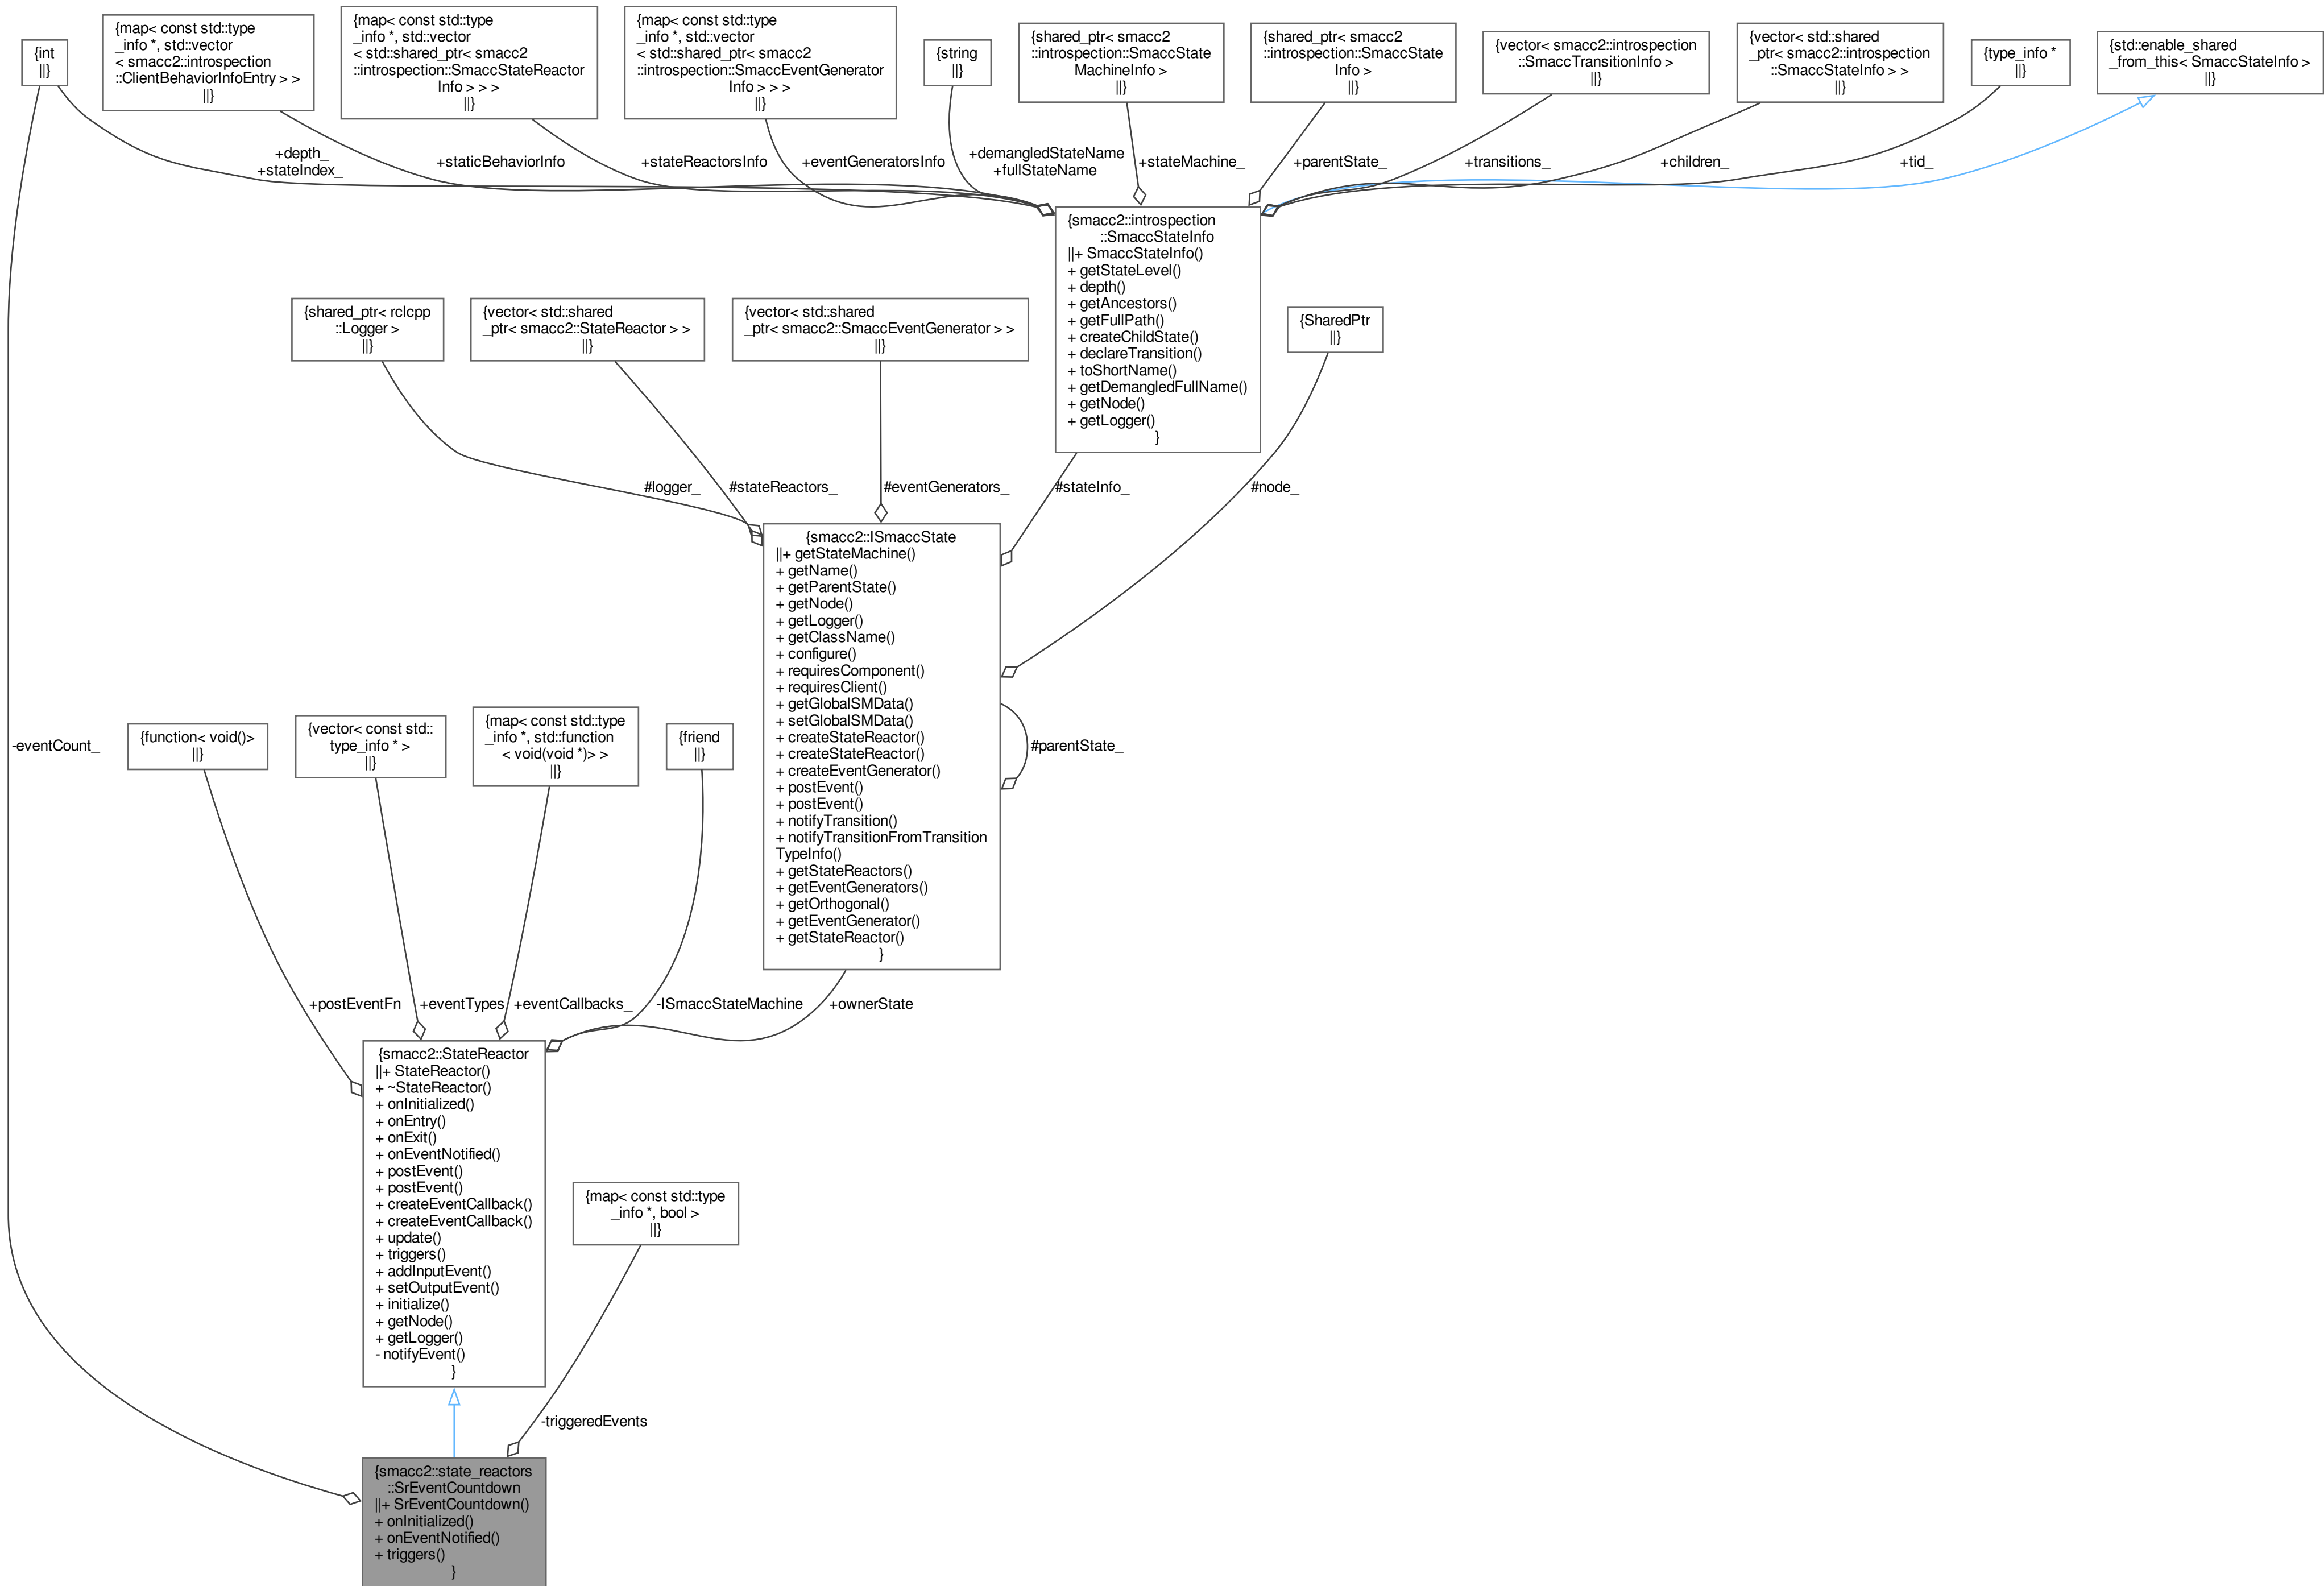 {int
||}
{map< const std::type
_info *, std::vector
< smacc2::introspection
::ClientBehaviorInfoEntry > >
||}
{map< const std::type
_info *, std::vector
< std::shared_ptr< smacc2
::introspection::SmaccStateReactor
Info > > >
||}
{map< const std::type
_info *, std::vector
< std::shared_ptr< smacc2
::introspection::SmaccEventGenerator
Info > > >
||}
{string
||}
{shared_ptr< smacc2
::introspection::SmaccState
MachineInfo >
||}
{shared_ptr< smacc2
::introspection::SmaccState
Info >
||}
{vector< smacc2::introspection
::SmaccTransitionInfo >
||}
{vector< std::shared
_ptr< smacc2::introspection
::SmaccStateInfo > >
||}
{type_info *
||}
{std::enable_shared
_from_this< SmaccStateInfo >
||}
+depth_
+stateIndex_
+staticBehaviorInfo
+stateReactorsInfo
+eventGeneratorsInfo
+demangledStateName
+fullStateName
+stateMachine_
+parentState_
+transitions_
+children_
+tid_
{smacc2::introspection
::SmaccStateInfo
||+ SmaccStateInfo()
+ getStateLevel()
+ depth()
+ getAncestors()
+ getFullPath()
+ createChildState()
+ declareTransition()
+ toShortName()
+ getDemangledFullName()
+ getNode()
+ getLogger()
}
{shared_ptr< rclcpp
::Logger >
||}
{vector< std::shared
_ptr< smacc2::StateReactor > >
||}
{vector< std::shared
_ptr< smacc2::SmaccEventGenerator > >
||}
{SharedPtr
||}
#logger_
#stateReactors_
#eventGenerators_
#stateInfo_
#node_
{smacc2::ISmaccState
||+ getStateMachine()
+ getName()
+ getParentState()
+ getNode()
+ getLogger()
+ getClassName()
+ configure()
+ requiresComponent()
+ requiresClient()
+ getGlobalSMData()
+ setGlobalSMData()
+ createStateReactor()
+ createStateReactor()
+ createEventGenerator()
+ postEvent()
+ postEvent()
+ notifyTransition()
+ notifyTransitionFromTransition
TypeInfo()
+ getStateReactors()
+ getEventGenerators()
+ getOrthogonal()
+ getEventGenerator()
+ getStateReactor()
}
#parentState_
-eventCount_
{function< void()>
||}
{vector< const std::
type_info * >
||}
{map< const std::type
_info *, std::function
< void(void *)> >
||}
{friend
||}
+postEventFn
+eventTypes
+eventCallbacks_
-ISmaccStateMachine
+ownerState
{smacc2::StateReactor
||+ StateReactor()
+ ~StateReactor()
+ onInitialized()
+ onEntry()
+ onExit()
+ onEventNotified()
+ postEvent()
+ postEvent()
+ createEventCallback()
+ createEventCallback()
+ update()
+ triggers()
+ addInputEvent()
+ setOutputEvent()
+ initialize()
+ getNode()
+ getLogger()
- notifyEvent()
}
{map< const std::type
_info *, bool >
||}
-triggeredEvents
{smacc2::state_reactors
::SrEventCountdown
||+ SrEventCountdown()
+ onInitialized()
+ onEventNotified()
+ triggers()
}